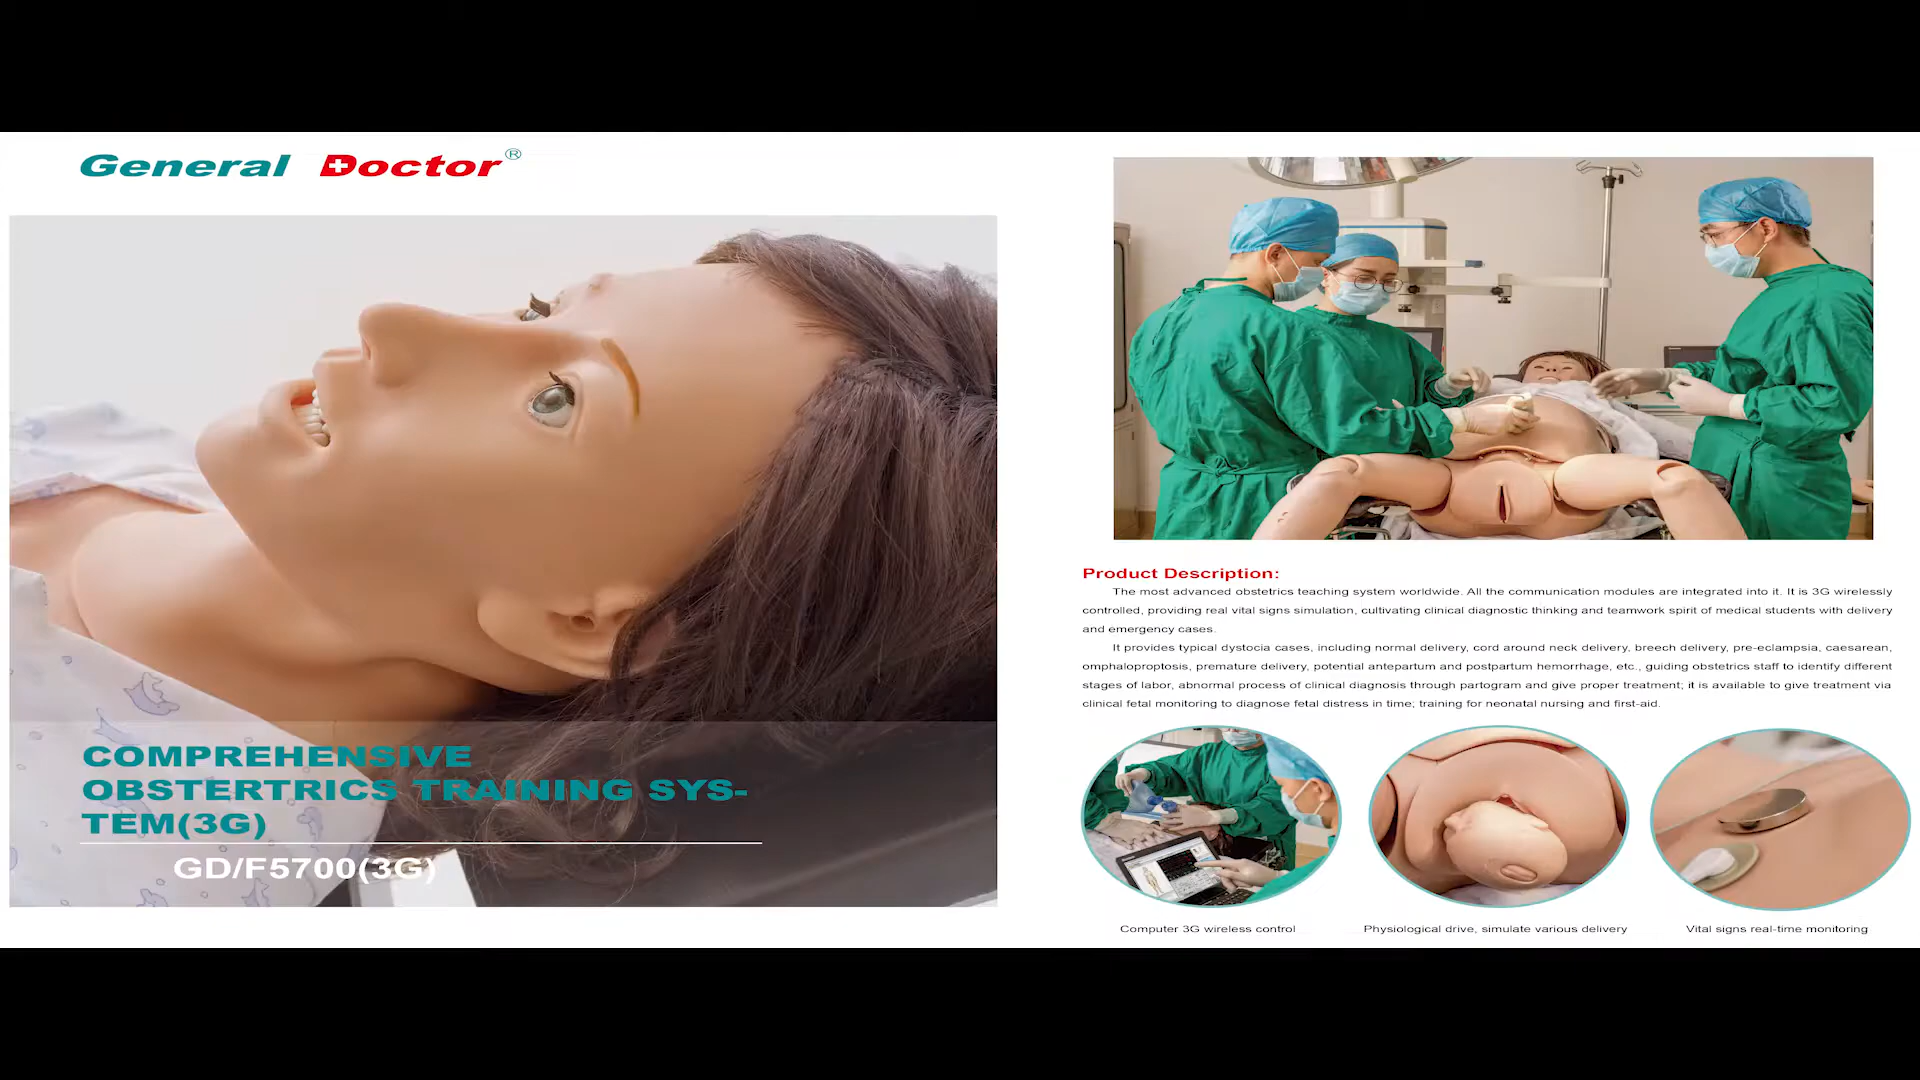 General Doctor®
COMPREHENSIVE
OBSTERTRICS TRAINING SYS-
TEM(3G)
GD/F5700(3G)
Product Description:
The most advanced obstetrics teaching system worldwide. All the communication modules are integrated into it. It is 3G wirelessly
controlled, providing real vital signs simulation, cultivating clinical diagnostic thinking and teamwork spirit of medical students with delivery
and emergency cases.
It provides typical dystocia cases, including normal delivery, cord around neck delivery, breech delivery, pre-eclampsia, caesarean,
omphaloproptosis, premature delivery, potential antepartum and postpartum hemorrhage, etc., guiding obstetrics staff to identify different
stages of labor, abnormal process of clinical diagnosis through partogram and give proper treatment; it is available to give treatment via
clinical fetal monitoring to diagnose fetal distress in time; training for neonatal nursing and first-aid.
Computer 3G wireless control
Physiological drive, simulate various delivery
Vital signs real-time monitoring